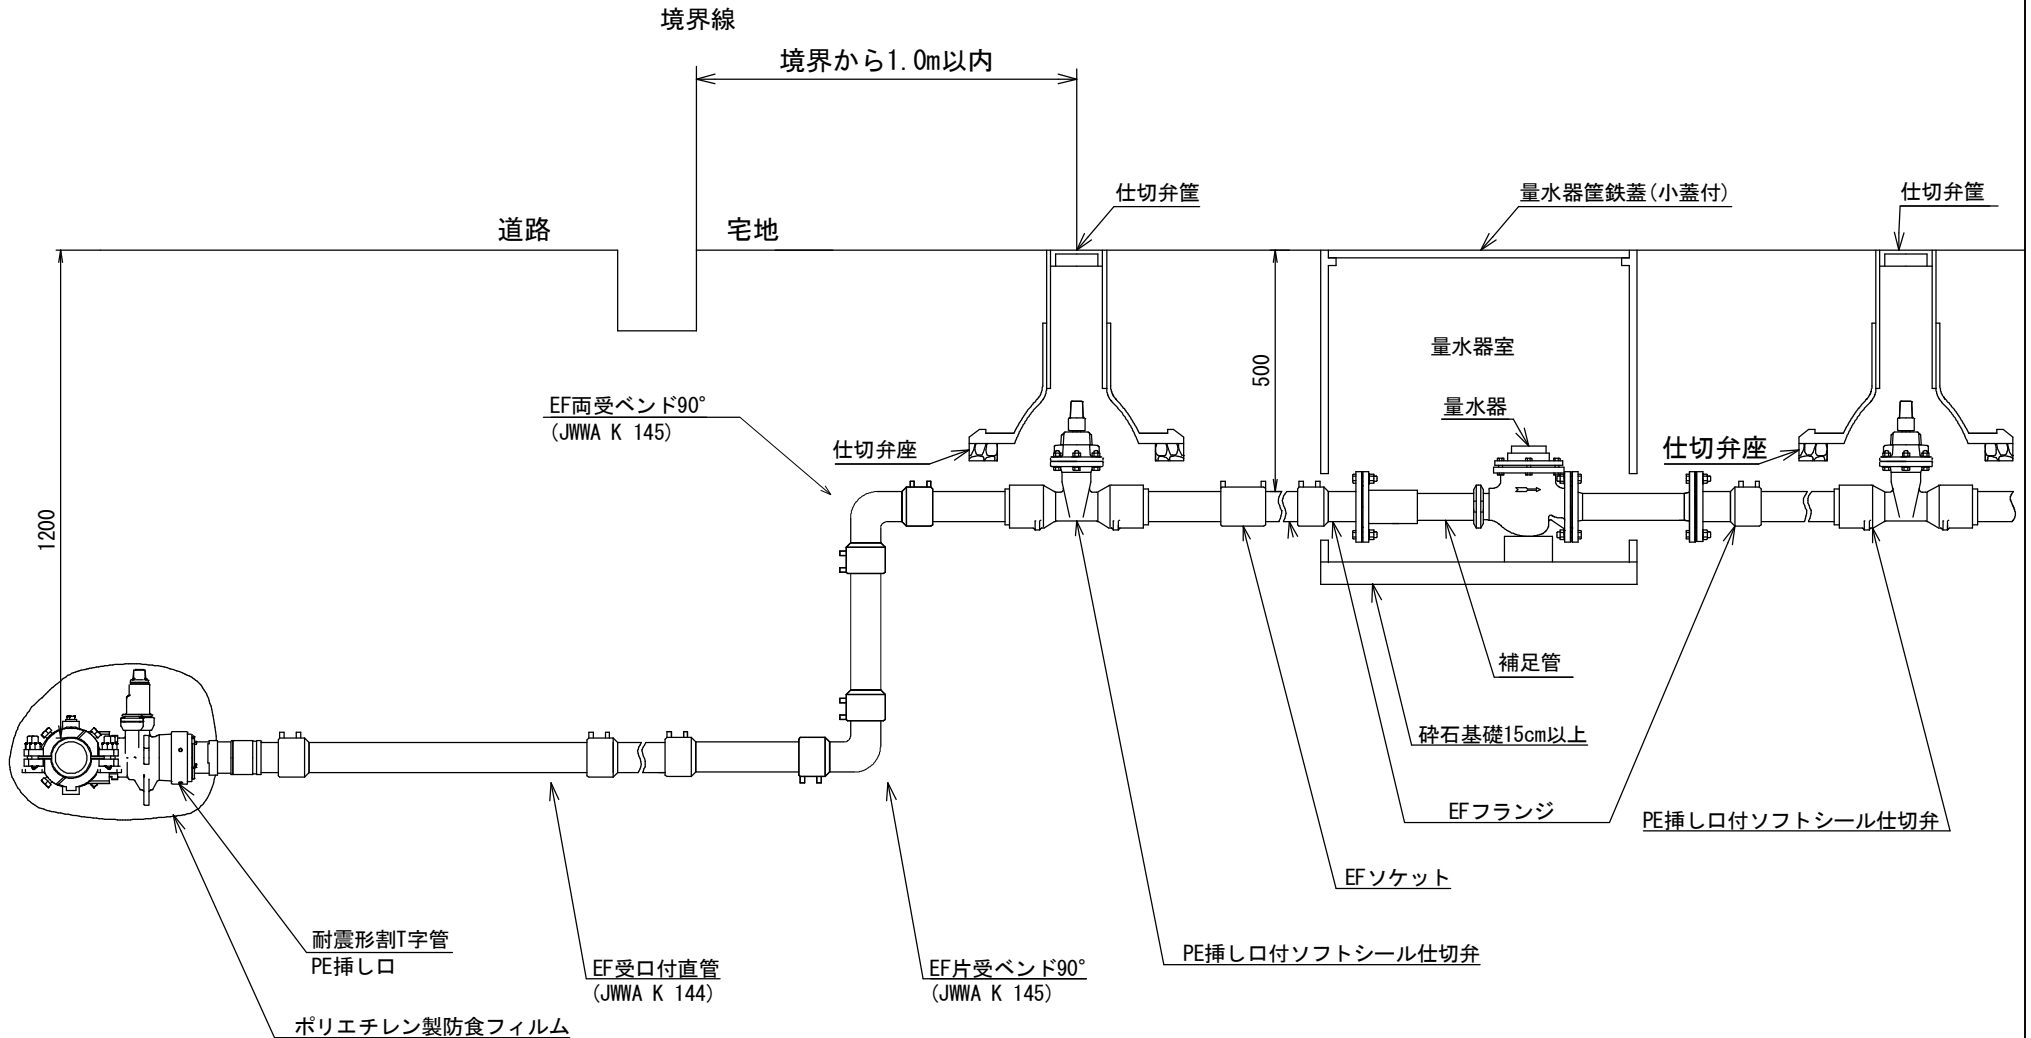 境界線
境界から1.0m以内
仕切弁筐
量水器筐鉄蓋(小蓋付)
仕切弁筐
道路
宅地
量水器室
500
EF両受ベンド90°
(JWWA K 145)
量水器
仕切弁座
仕切弁座
1200
補足管
砕石基礎15cm以上
EFフランジ
PE挿し口付ソフトシール仕切弁
EFソケット
耐震形割T字管
PE挿し口
PE挿し口付ソフトシール仕切弁
EF受口付直管
(JWWA K 144)
EF片受ベンド90°
(JWWA K 145)
ポリエチレン製防食フィルム